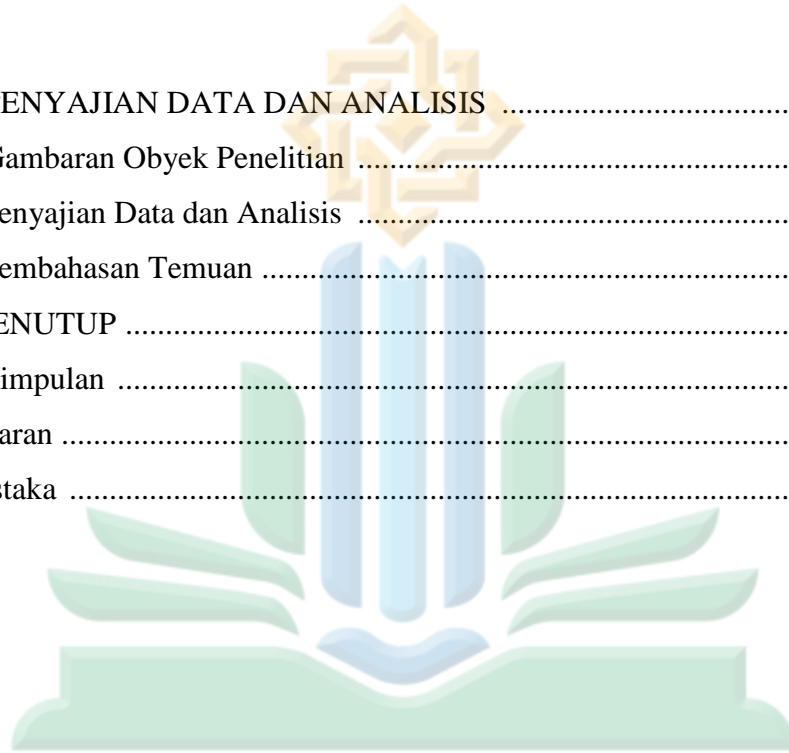 ENYAJIAN DATA DAN ANALISIS ........................................
Gambaran Obyek Penelitian ............................................................
enyajian Data dan Analisis ............................................................
embahasan Temuan ........................................................................
ENUTUP ..........................................................................................
impulan ...........................................................................................
aran ..................................................................................................
staka .................................................................................................